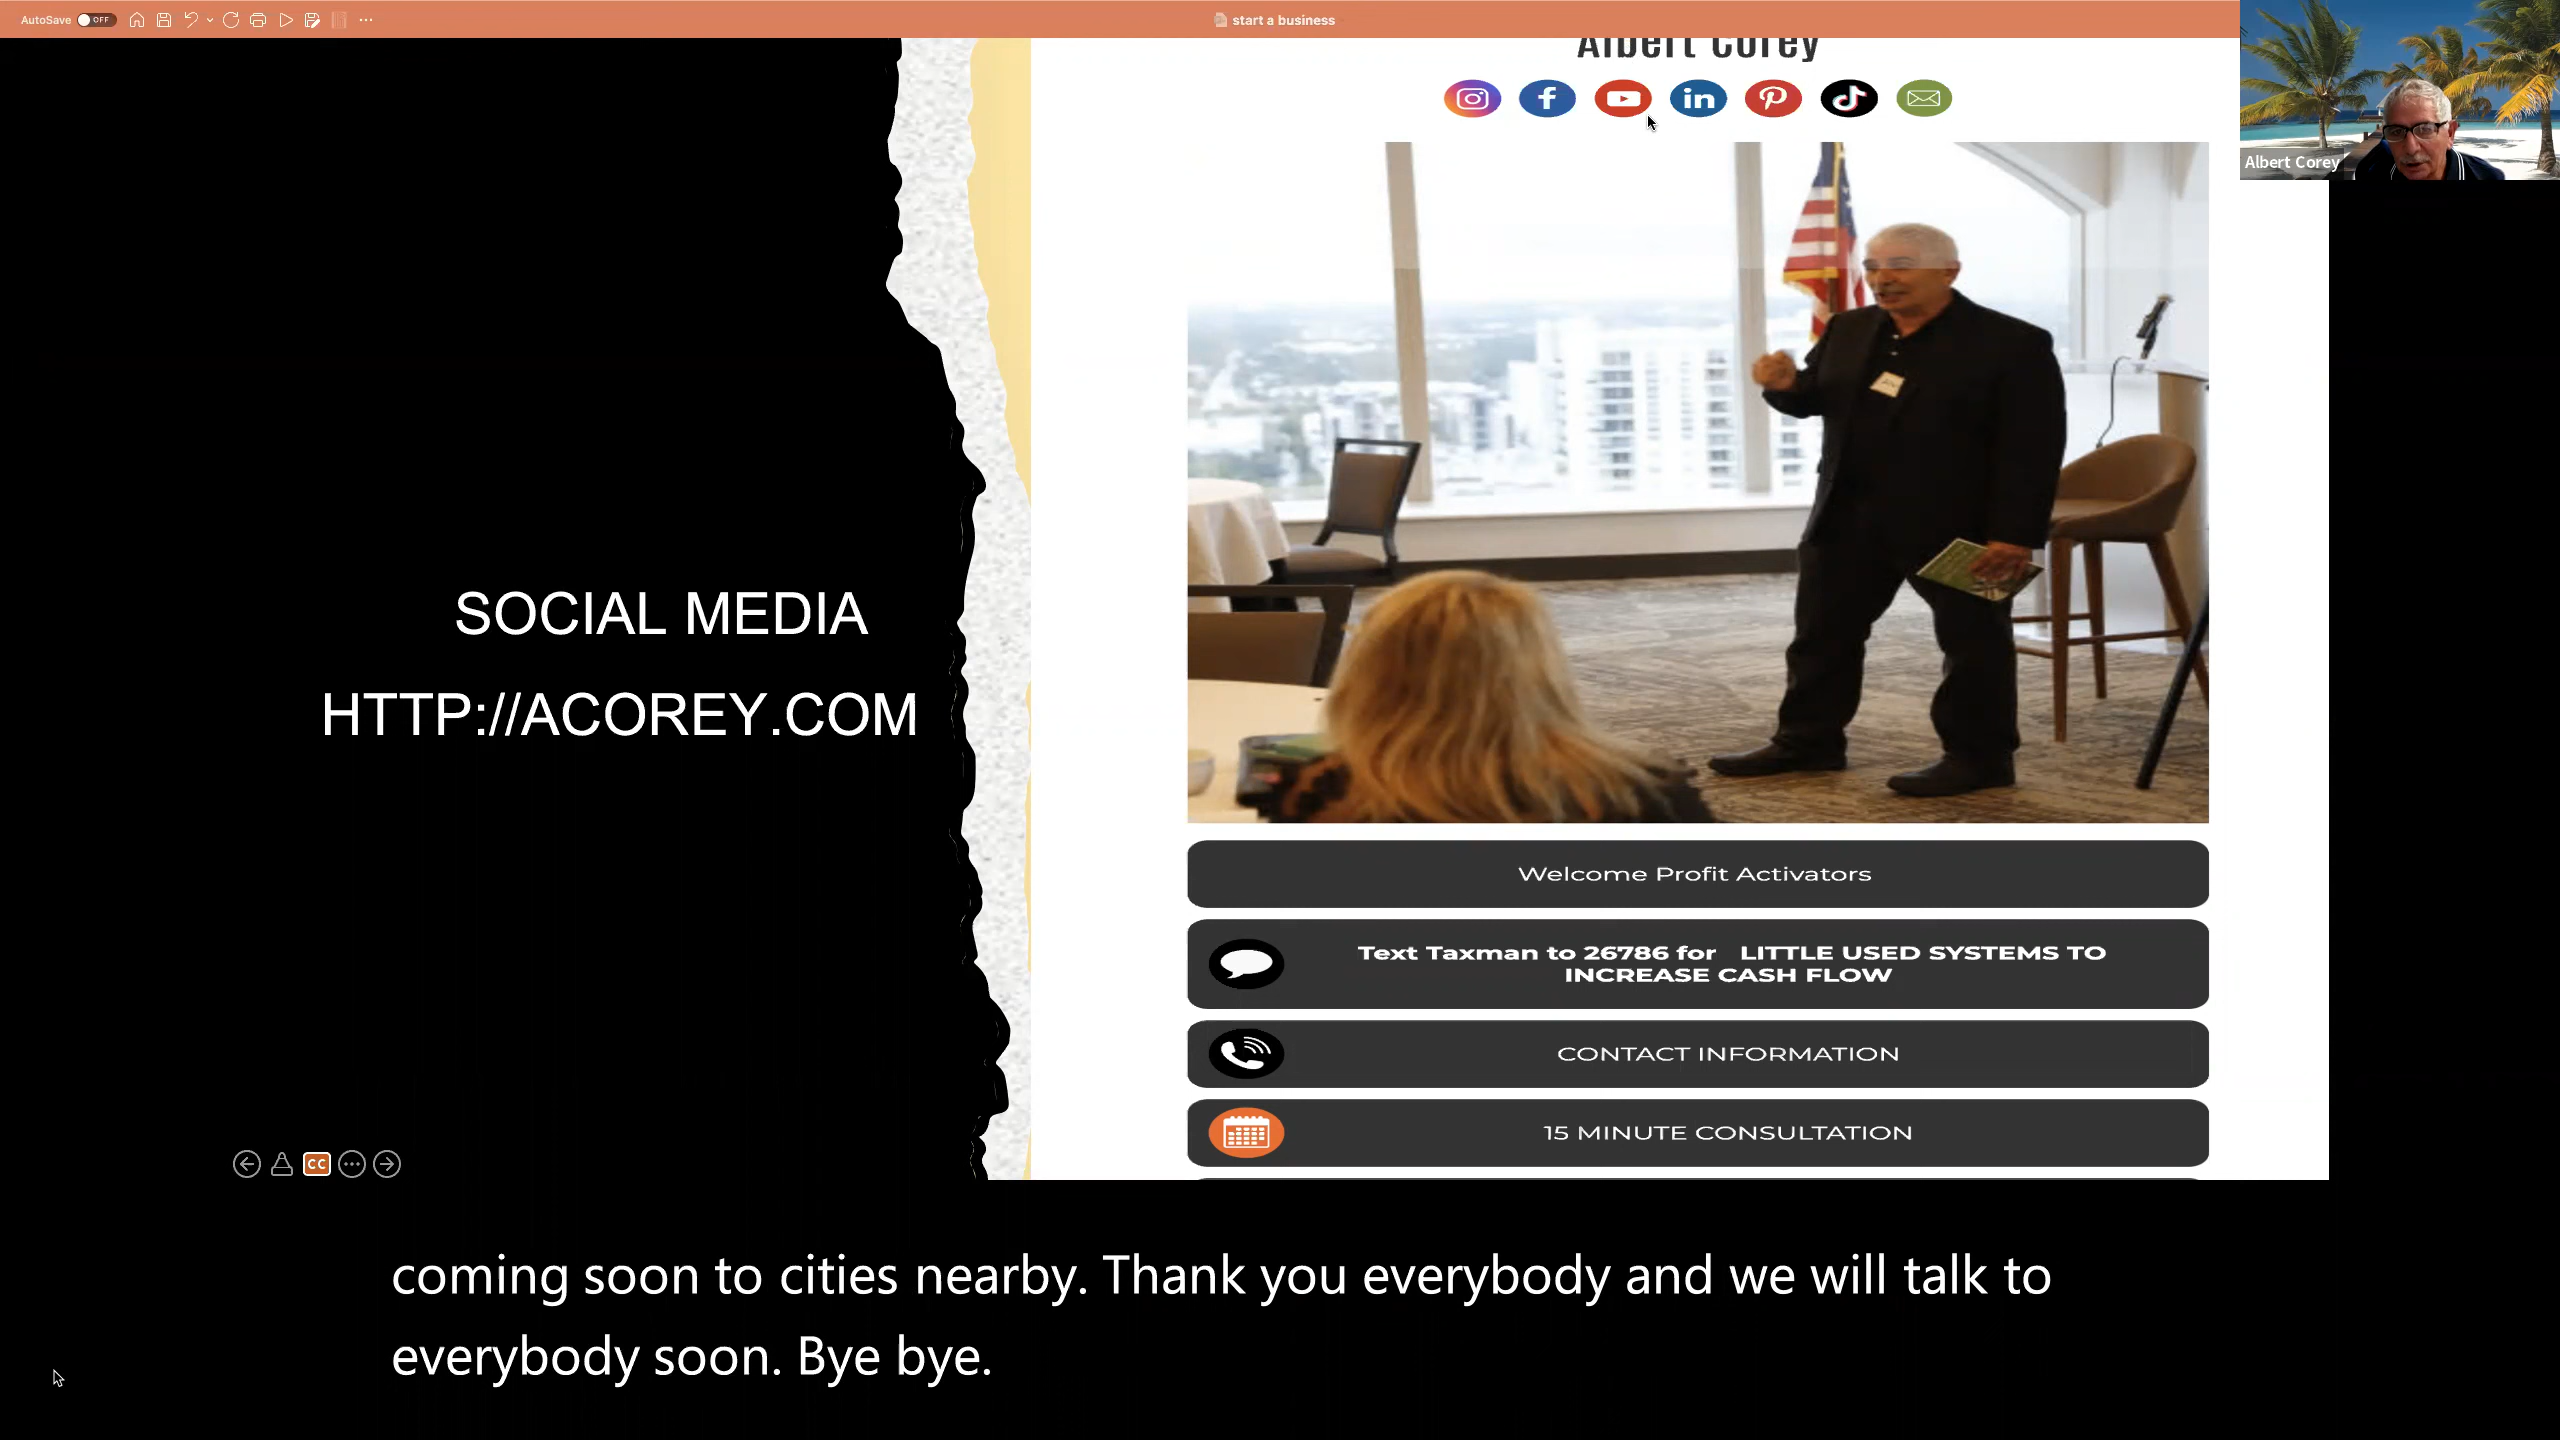 AutoSave OFF
start a business
Albert Corey
Albert Corey
SOCIAL MEDIA
HTTP://ACOREY.COM
Welcome Profit Activators
Text Taxman to 26786 for LITTLE USED SYSTEMS TO
INCREASE CASH FLOW
CONTACT INFORMATION
15 MINUTE CONSULTATION
CC
coming soon to cities nearby. Thank you everybody and we will talk to
everybody soon. Bye bye.